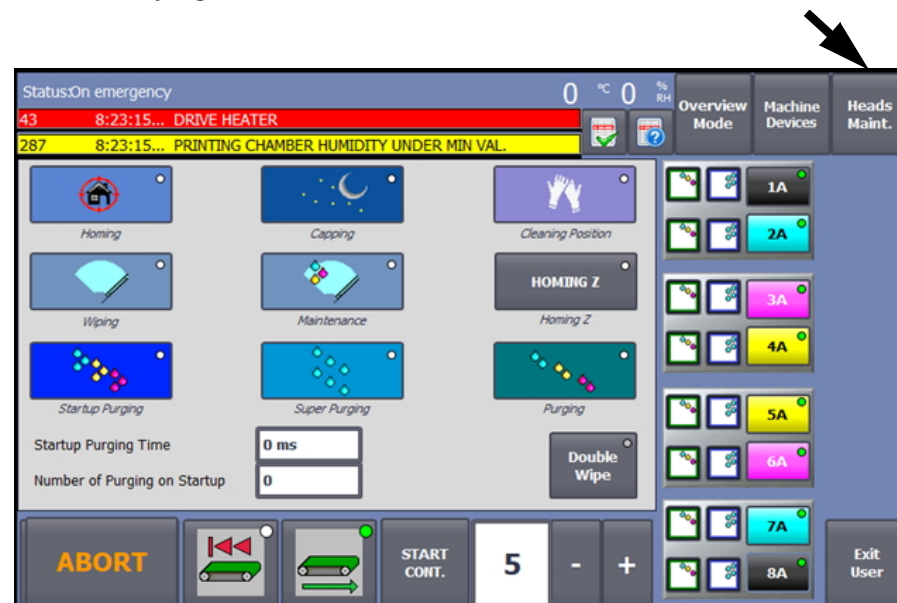 Status:On emergency
0 °C 0 % RH
43 8:23:15... DRIVE HEATER
287 8:23:15... PRINTING CHAMBER HUMIDITY UNDER MIN VAL.
Overview
Mode
Machine
Devices
Heads
Maint.
Homing
Capping
Cleaning Position
Wiping
Maintenance
HOMING Z
Homing Z
Startup Purging
Super Purging
Purging
Startup Purging Time 0 ms
Number of Purging on Startup 0
Double
Wipe
1A
2A
3A
4A
5A
6A
7A
8A
ABORT
START
CONT.
5 - +
Exit
User